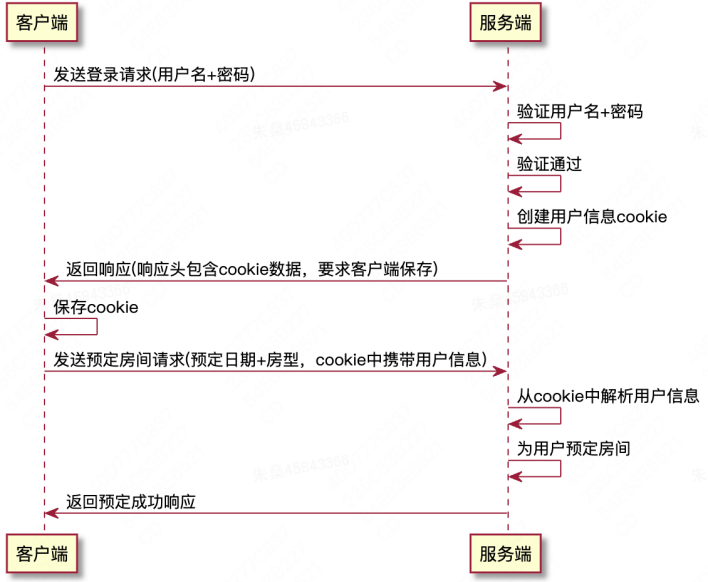 客户端
服务端
发送登录请求(用户名+密码)
验证用户名+密码
验证通过
创建用户信息cookie
返回响应(响应头包含cookie数据，要求客户端保存)
保存cookie
发送预定房间请求(预定日期+房型，cookie中携带用户信息)
从cookie中解析用户信息
为用户预定房间
返回预定成功响应
客户端
服务端